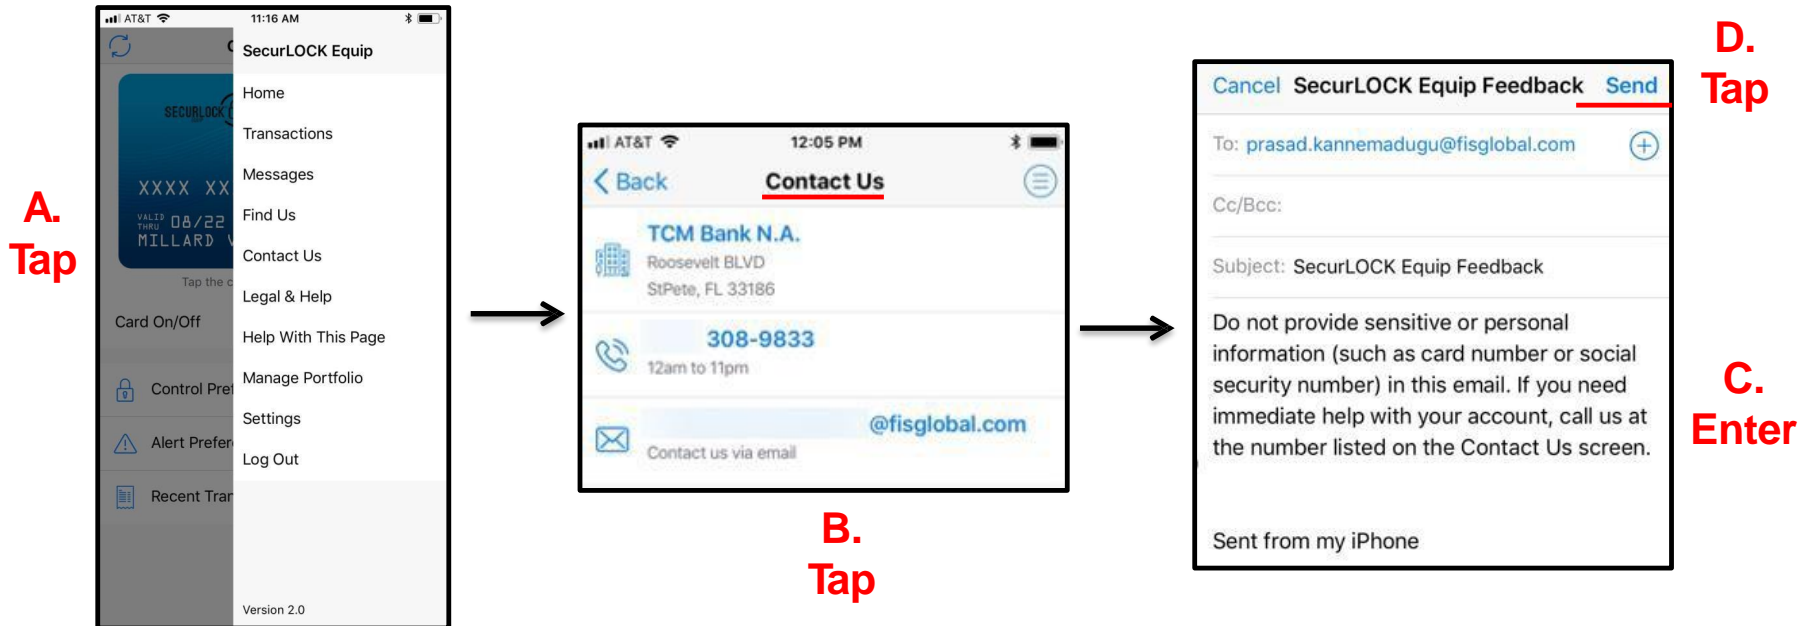 A.
Tap
AT&T 11:16 AM
SecurLOCK Equip
SECURLOCK
XXXX XX
VALID THRU 08/22
MILLARD V
Tap the c
Card On/Off
Control Pref
Alert Prefer
Recent Tran
Home
Transactions
Messages
Find Us
Contact Us
Legal & Help
Help With This Page
Manage Portfolio
Settings
Log Out
Version 2.0
AT&T 12:05 PM
Back Contact Us
TCM Bank N.A.
Roosevelt BLVD
StPete, FL 33186
308-9833
12am to 11pm
@fisglobal.com
Contact us via email
B.
Tap
Cancel SecurLOCK Equip Feedback Send
To: prasad.kannemadugu@fisglobal.com
Cc/Bcc:
Subject: SecurLOCK Equip Feedback
Do not provide sensitive or personal
information (such as card number or social
security number) in this email. If you need
immediate help with your account, call us at
the number listed on the Contact Us screen.
Sent from my iPhone
D.
Tap
C.
Enter